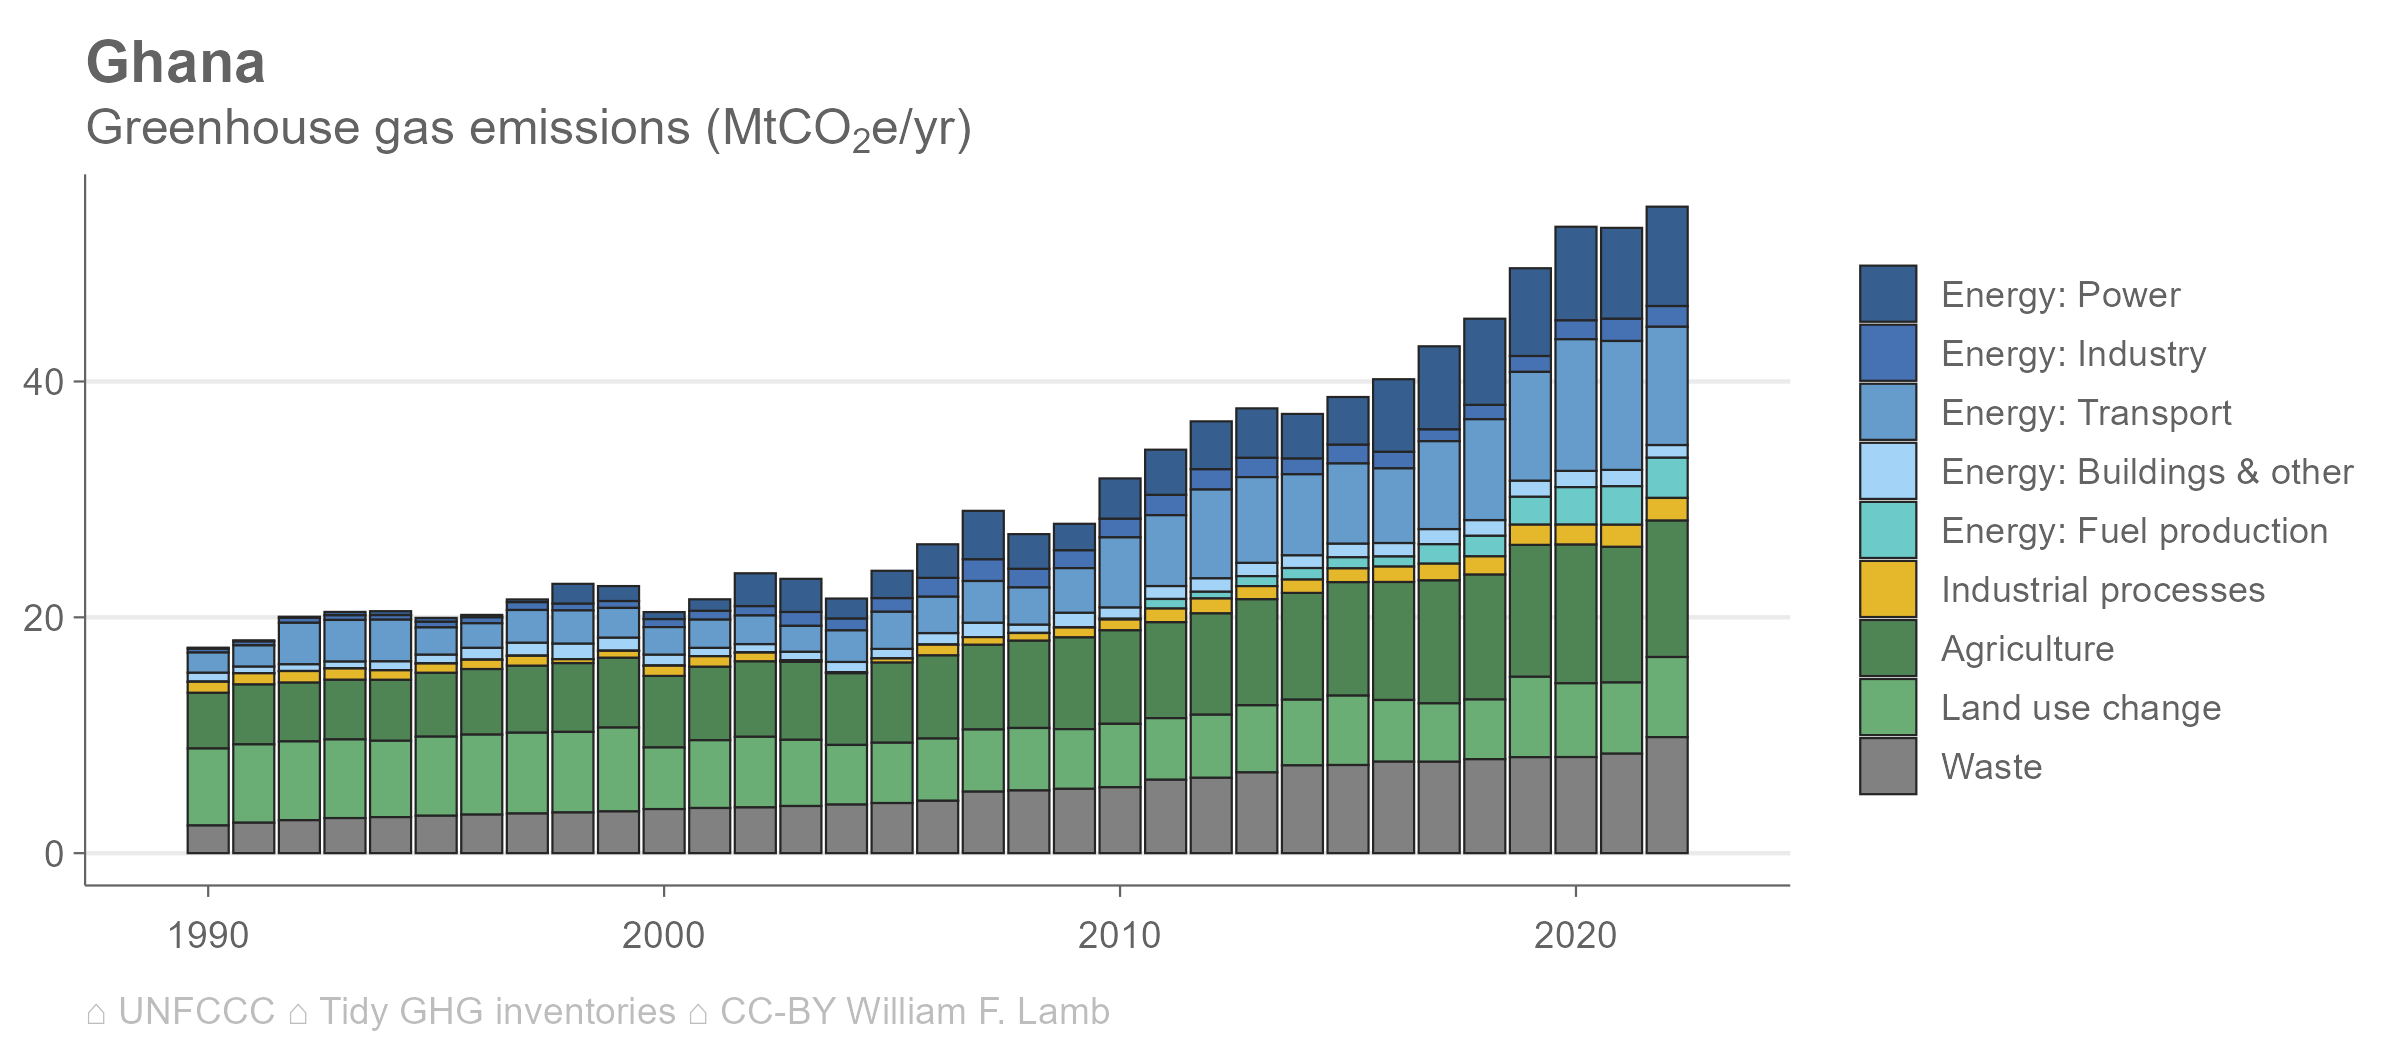 Ghana
Greenhouse gas emissions (MtCO₂e/yr)
40
20
0
1990
2000
2010
2020
Energy: Power
Energy: Industry
Energy: Transport
Energy: Buildings & other
Energy: Fuel production
Industrial processes
Agriculture
Land use change
Waste
⌂ UNFCCC ⌂ Tidy GHG inventories ⌂ CC-BY William F. Lamb